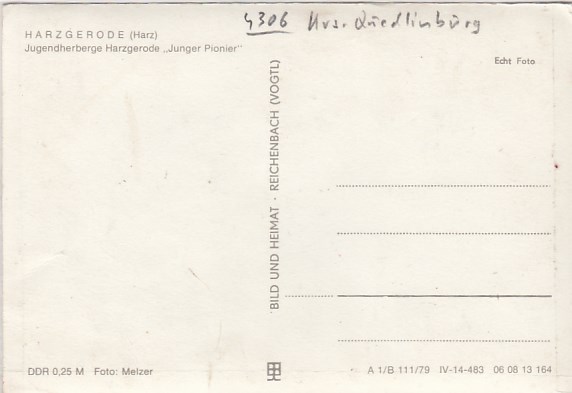 4306 Krs. Quedlinburg
HARZGERODE (Harz)
Jugendherberge Harzgerode „Junger Pionier"
Echt Foto
BILD UND HEIMAT · REICHENBACH (VOGTL)
DDR 0,25 M Foto: Melzer
A 1/B 111/79 IV-14-483 06 08 13 164